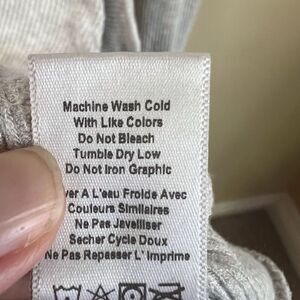 Machine Wash Cold
With Like Colors
Do Not Bleach
Tumble Dry Low
Do Not Iron Graphic
A L'eau Froide Avec
Couleurs Similaires
Ne Pas Javelliser
Secher Cycle Doux
Ne Pas Repasser L' Imprime